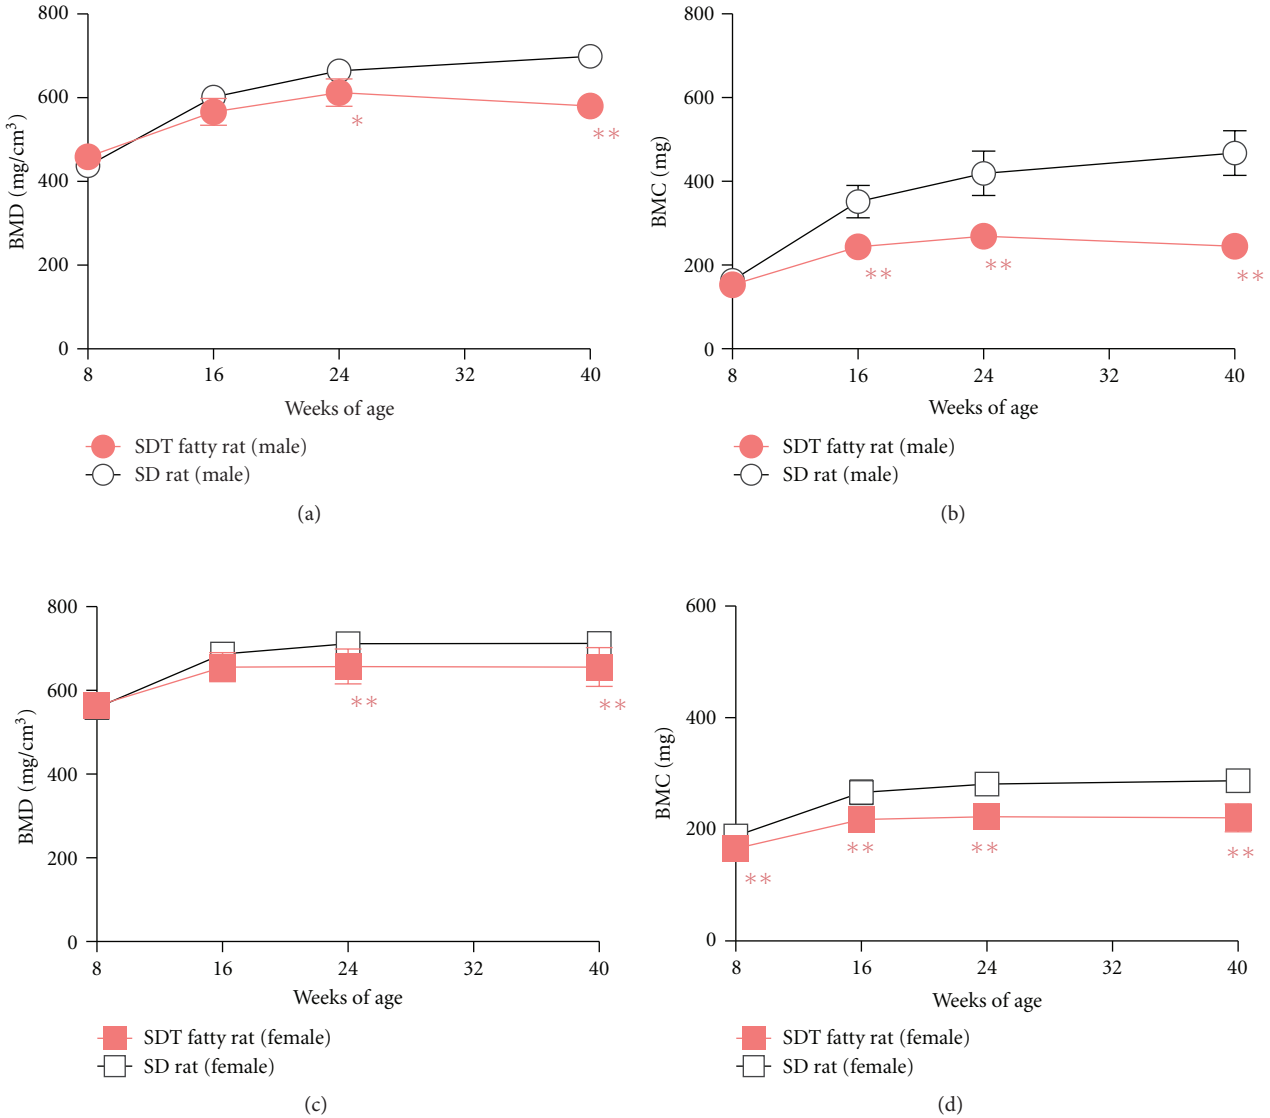 800
600
400
200
0
BMD (mg/cm³)
8 16 24 32 40
Weeks of age
*
**
SDT fatty rat (male)
SD rat (male)
(a)
800
600
400
200
0
BMC (mg)
8 16 24 32 40
Weeks of age
**
**
**
SDT fatty rat (male)
SD rat (male)
(b)
800
600
400
200
0
BMD (mg/cm³)
8 16 24 32 40
Weeks of age
**
**
SDT fatty rat (female)
SD rat (female)
(c)
600
400
200
0
BMC (mg)
8 16 24 32 40
Weeks of age
**
**
**
**
SDT fatty rat (female)
SD rat (female)
(d)